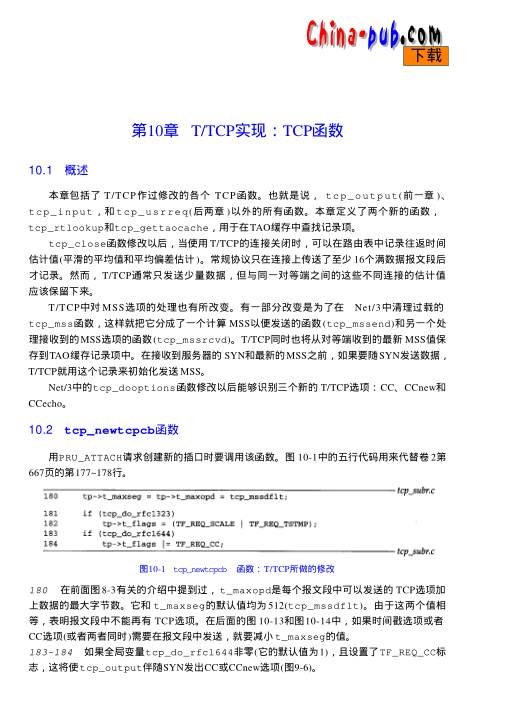 China-pub.com
下载
第10章 T/TCP实现：TCP函数
10.1 概述
本章包括了T/TCP作过修改的各个TCP函数。也就是说，tcp_output(前一章)、
tcp_input，和tcp_usrreq(后两章)以外的所有函数。本章定义了两个新的函数，
tcp_rtlookup和tcp_gettaocache，用于在TAO缓存中查找记录项。
tcp_close函数修改以后，当使用T/TCP的连接关闭时，可以在路由表中记录往返时间
估计值(平滑的平均值和平均偏差估计)。常规协议只在连接上传送了至少16个满数据报文段后
才记录。然而，T/TCP通常只发送少量数据，但与同一对等端之间的这些不同连接的估计值
应该保留下来。
T/TCP中对MSS选项的处理也有所改变。有一部分改变是为了在 Net/3中清理过载的
tcp_mss函数，这样就把它分成了一个计算MSS以便发送的函数(tcp_mssend)和另一个处
理接收到的MSS选项的函数(tcp_mssrcvd)。T/TCP同时也将从对等端收到的最新MSS值保
存到TAO缓存记录项中。在接收到服务器的SYN和最新的MSS之前，如果要随SYN发送数据，
T/TCP就用这个记录来初始化发送MSS。
Net/3中的tcp_dooptions函数修改以后能够识别三个新的T/TCP选项：CC、CCnew和
CCecho。
10.2 tcp_newtcpcb函数
用PRU_ATTACH请求创建新的插口时要调用该函数。图10-1中的五行代码用来代替卷2第
667页的第177~178行。
tcp_subr.c
180 tp->t_maxseg = tp->t_maxopd = tcp_mssdflt;
181 if (tcp_do_rfc1323)
182 tp->t_flags = (TF_REQ_SCALE | TF_REQ_TSTMP);
183 if (tcp_do_rfc1644)
184 tp->t_flags |= TF_REQ_CC;
tcp_subr.c
图10-1 tcp_newtcpcb 函数：T/TCP所做的修改
180 在前面图8-3有关的介绍中提到过，t_maxopd是每个报文段中可以发送的TCP选项加
上数据的最大字节数。它和t_maxseg的默认值均为512(tcp_mssdflt)。由于这两个值相
等，表明报文段中不能再有TCP选项。在后面的图10-13和图10-14中，如果时间戳选项或者
CC选项(或者两者同时)需要在报文段中发送，就要减小t_maxseg的值。
183-184 如果全局变量tcp_do_rfc1644非零(它的默认值为1)，且设置了TF_REQ_CC标
志，这将使tcp_output伴随SYN发出CC或CCnew选项(图9-6)。